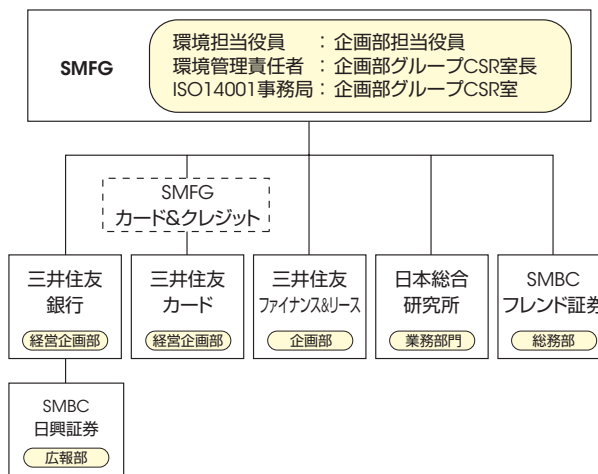 SMFG
環境担当役員 : 企画部担当役員
環境管理責任者 : 企画部グループCSR室長
ISO14001事務局 : 企画部グループCSR室
SMFG
カード&クレジット
三井住友
銀行
経営企画部
三井住友
カード
経営企画部
三井住友
ファイナンス&リース
企画部
日本総合
研究所
業務部門
SMBC
フレンド証券
総務部
SMBC
日興証券
広報部